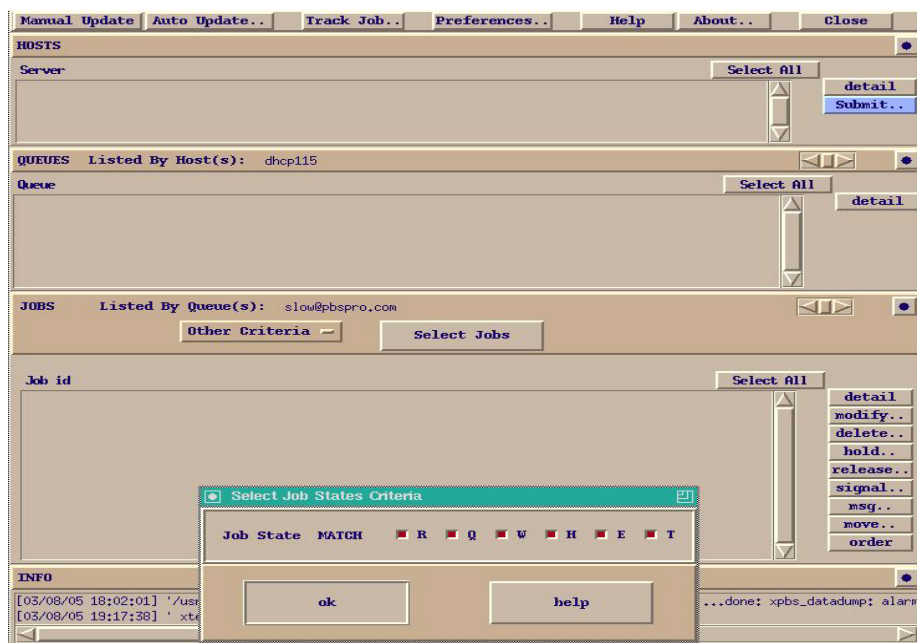 Manual Update Auto Update.. Track Job.. Preferences.. Help About.. Close
HOSTS
Server Select All
detail
Submit..
QUEUES Listed By Host(s): dhcp115
Queue Select All
detail
JOBS Listed By Queue(s): slow@pbspro.com
Other Criteria Select Jobs
Job id Select All
detail
modify..
delete..
hold..
release..
signal..
msg..
move..
order
Select Job States Criteria
Job State MATCH R Q W H E T
ok help
INFO
[03/08/05 18:02:01] '/usr ...done: xpbs_datadump: alarm
[03/08/05 19:17:38] ' xte